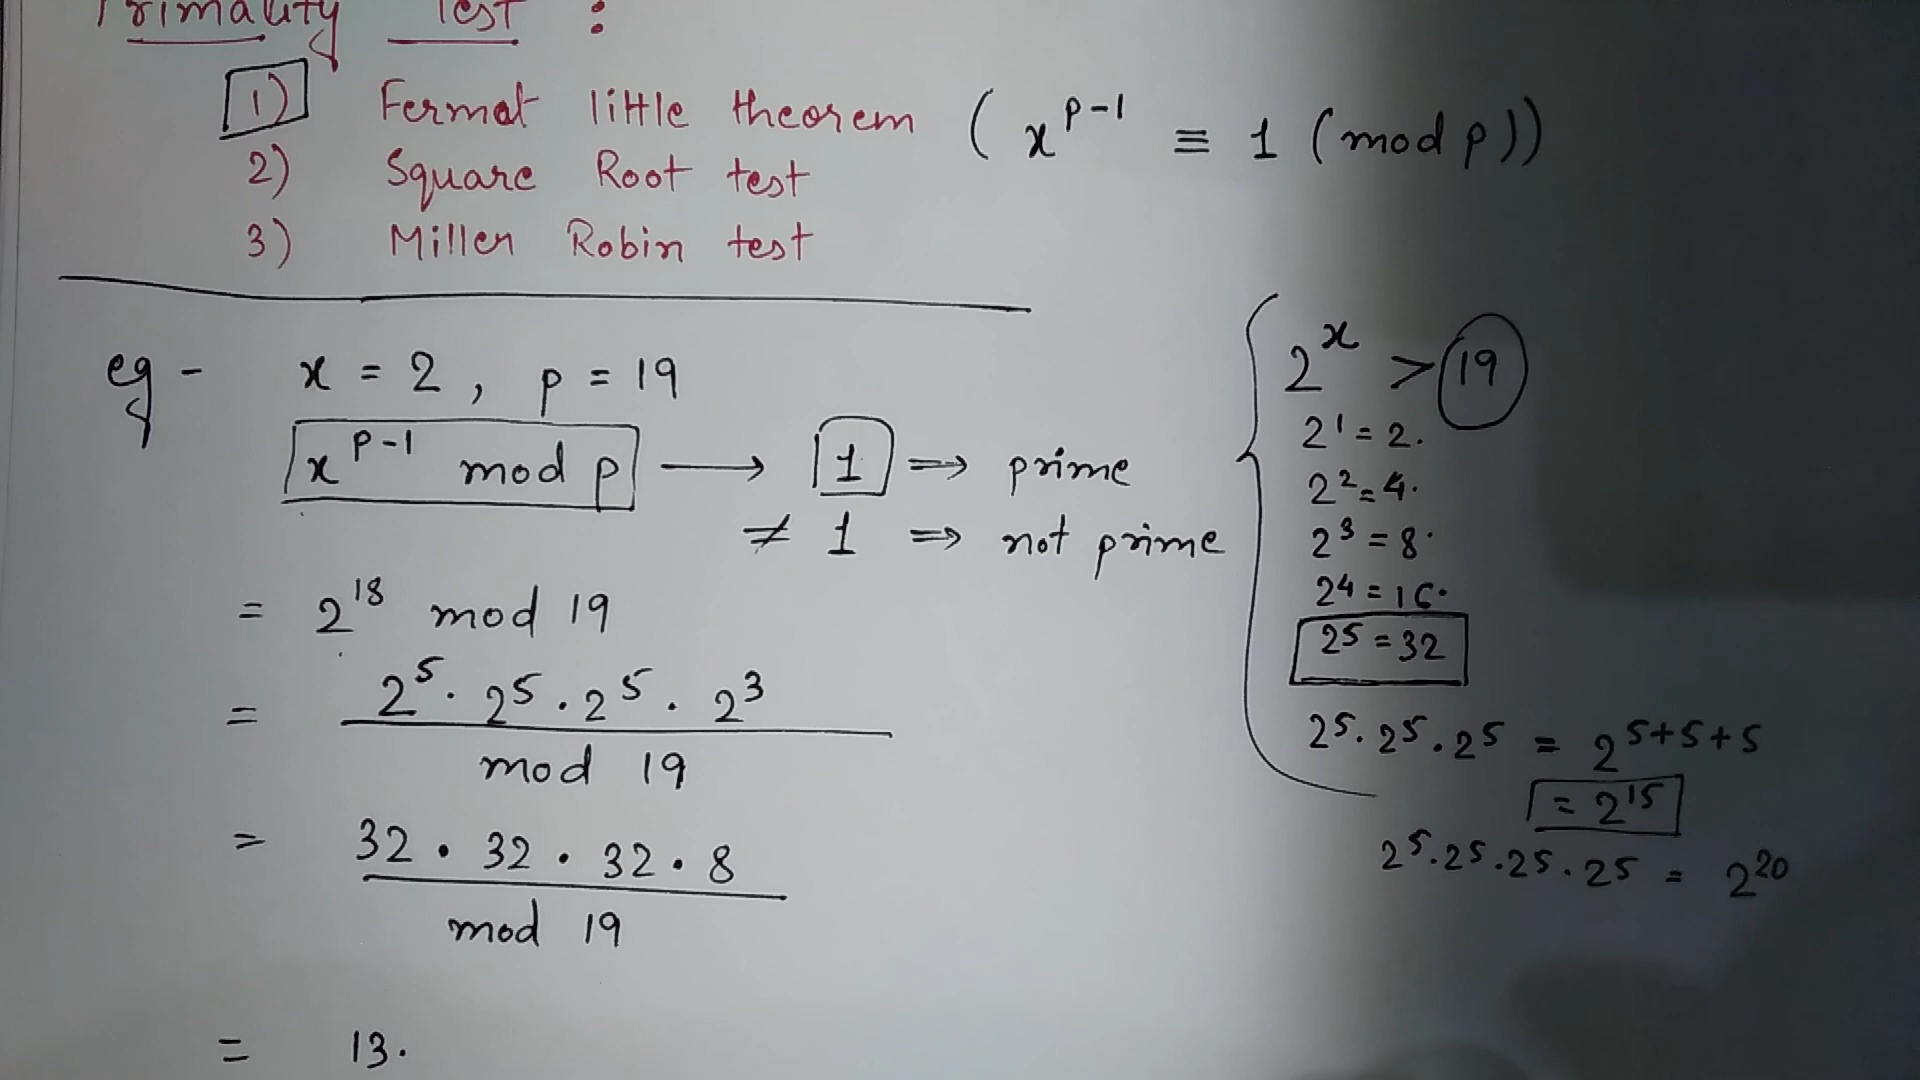 Primality Test :
1) Fermat little theorem ( x^{p-1} ≡ 1 (mod p))
2) Square Root test
3) Miller Robin test
eg - x = 2 , p = 19
x^{p-1} mod p ⟶ 1 ⇒ prime
≠ 1 ⇒ not prime
= 2^{18} mod 19
= 2^5 . 2^5 . 2^5 . 2^3
mod 19
= 32 . 32 . 32 . 8
mod 19
= 13.
2^x > 19
2^1 = 2.
2^2 = 4.
2^3 = 8.
2^4 = 16.
2^5 = 32
2^5 . 2^5 . 2^5 = 2^{5+5+5}
= 2^{15}
2^5 . 2^5 . 2^5 . 2^5 = 2^{20}